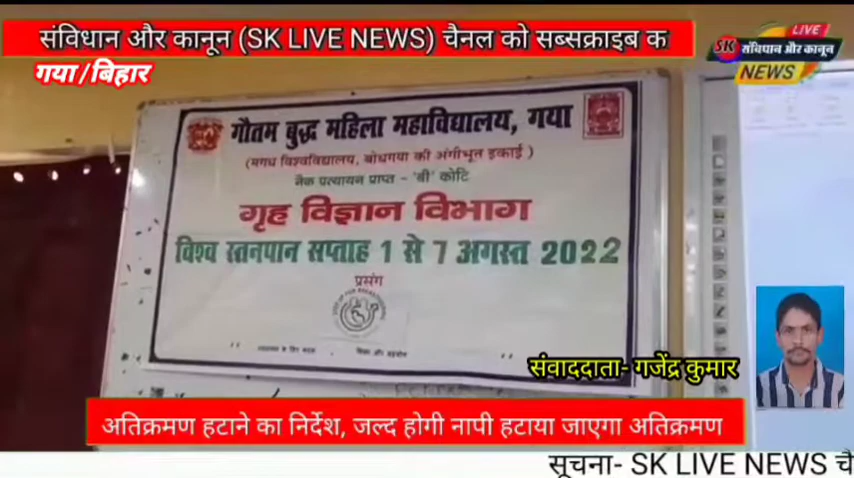 संविधान और कानून (SK LIVE NEWS) चैनल को सब्सक्राइब क
गया/बिहार
SK LIVE
संविधान और कानून
NEWS
गौतम बुद्ध महिला महाविद्यालय, गया
(मगध विश्वविद्यालय, बोधगया की अंगीभूत इकाई)
नैक प्रत्यायन प्राप्त - 'बी' कोटि
गृह विज्ञान विभाग
विश्व स्तनपान सप्ताह 1 से 7 अगस्त 2022
प्रसंग
संवाददाता- गजेंद्र कुमार
अतिक्रमण हटाने का निर्देश, जल्द होगी नापी हटाया जाएगा अतिक्रमण
सूचना- SK LIVE NEWS चै